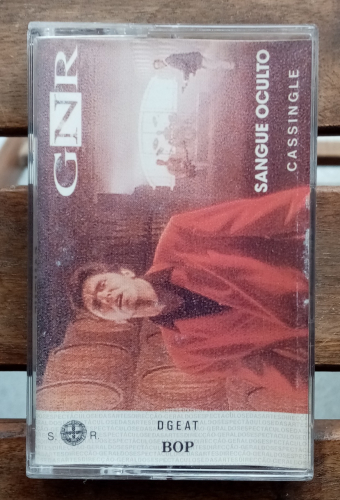 GNR
SANGUE OCULTO
CASSINGLE
DGEAT
S. R.
BOP